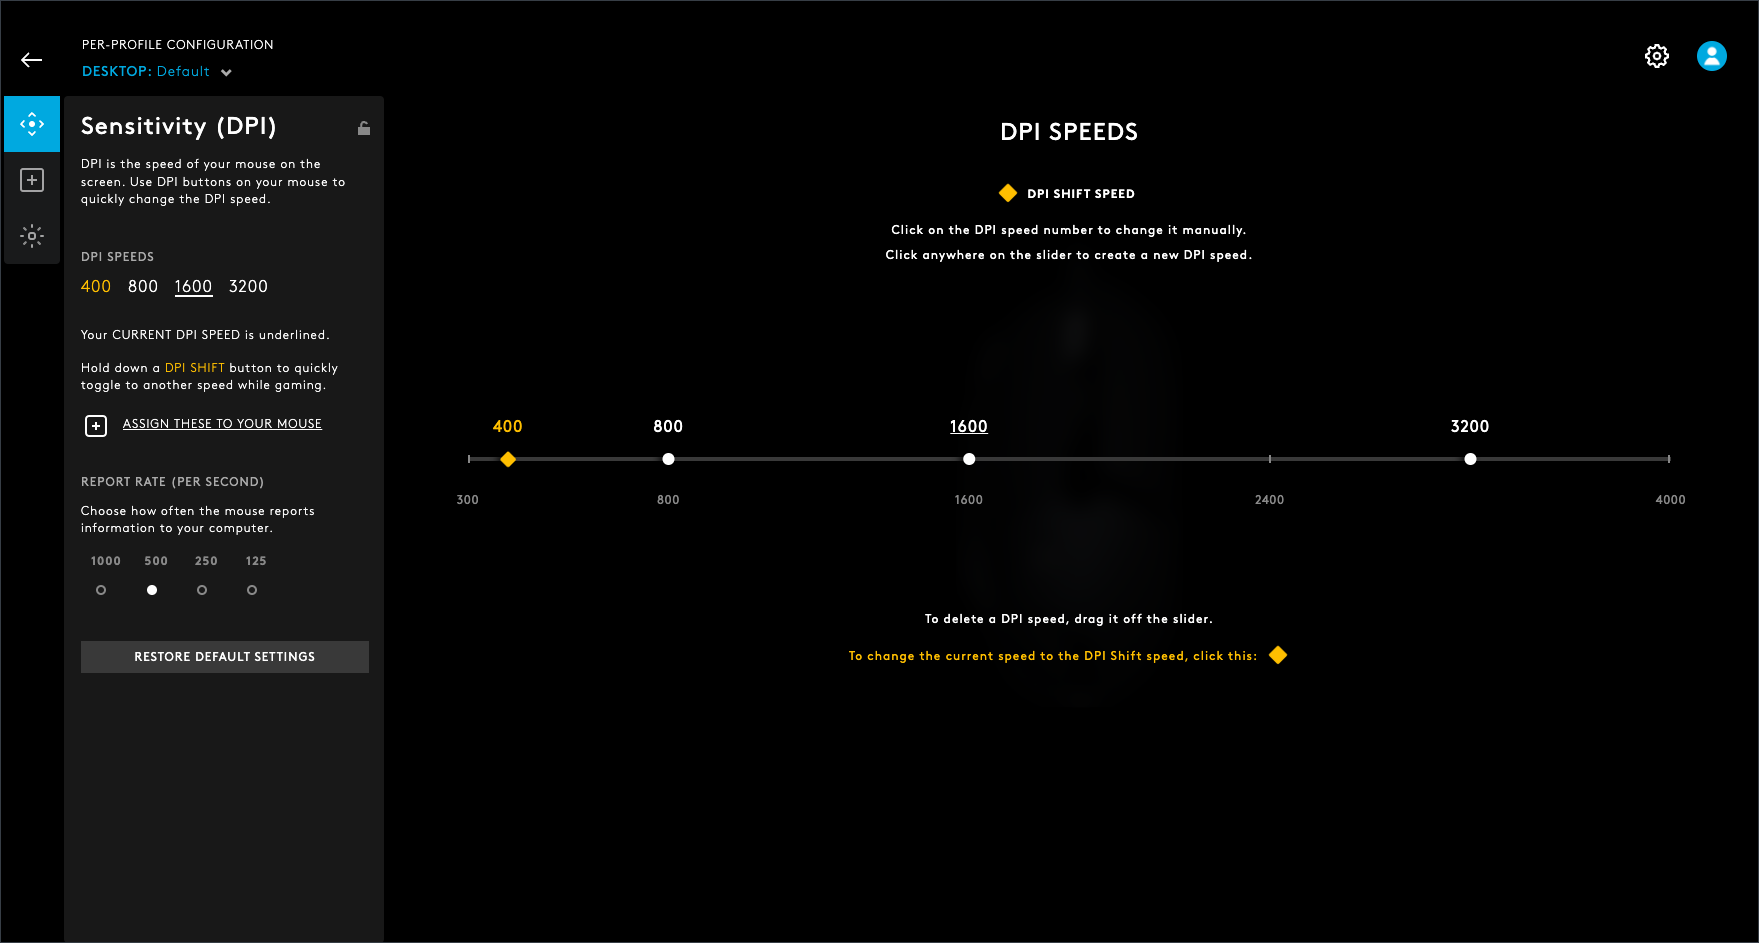 PER-PROFILE CONFIGURATION
DESKTOP: Default
Sensitivity (DPI)
DPI is the speed of your mouse on the
screen. Use DPI buttons on your mouse to
quickly change the DPI speed.
DPI SPEEDS
400 800 1600 3200
Your CURRENT DPI SPEED is underlined.
Hold down a DPI SHIFT button to quickly
toggle to another speed while gaming.
ASSIGN THESE TO YOUR MOUSE
REPORT RATE (PER SECOND)
Choose how often the mouse reports
information to your computer.
1000 500 250 125
RESTORE DEFAULT SETTINGS
DPI SPEEDS
DPI SHIFT SPEED
Click on the DPI speed number to change it manually.
Click anywhere on the slider to create a new DPI speed.
400 800 1600 3200
300 800 1600 2400 4000
To delete a DPI speed, drag it off the slider.
To change the current speed to the DPI Shift speed, click this: